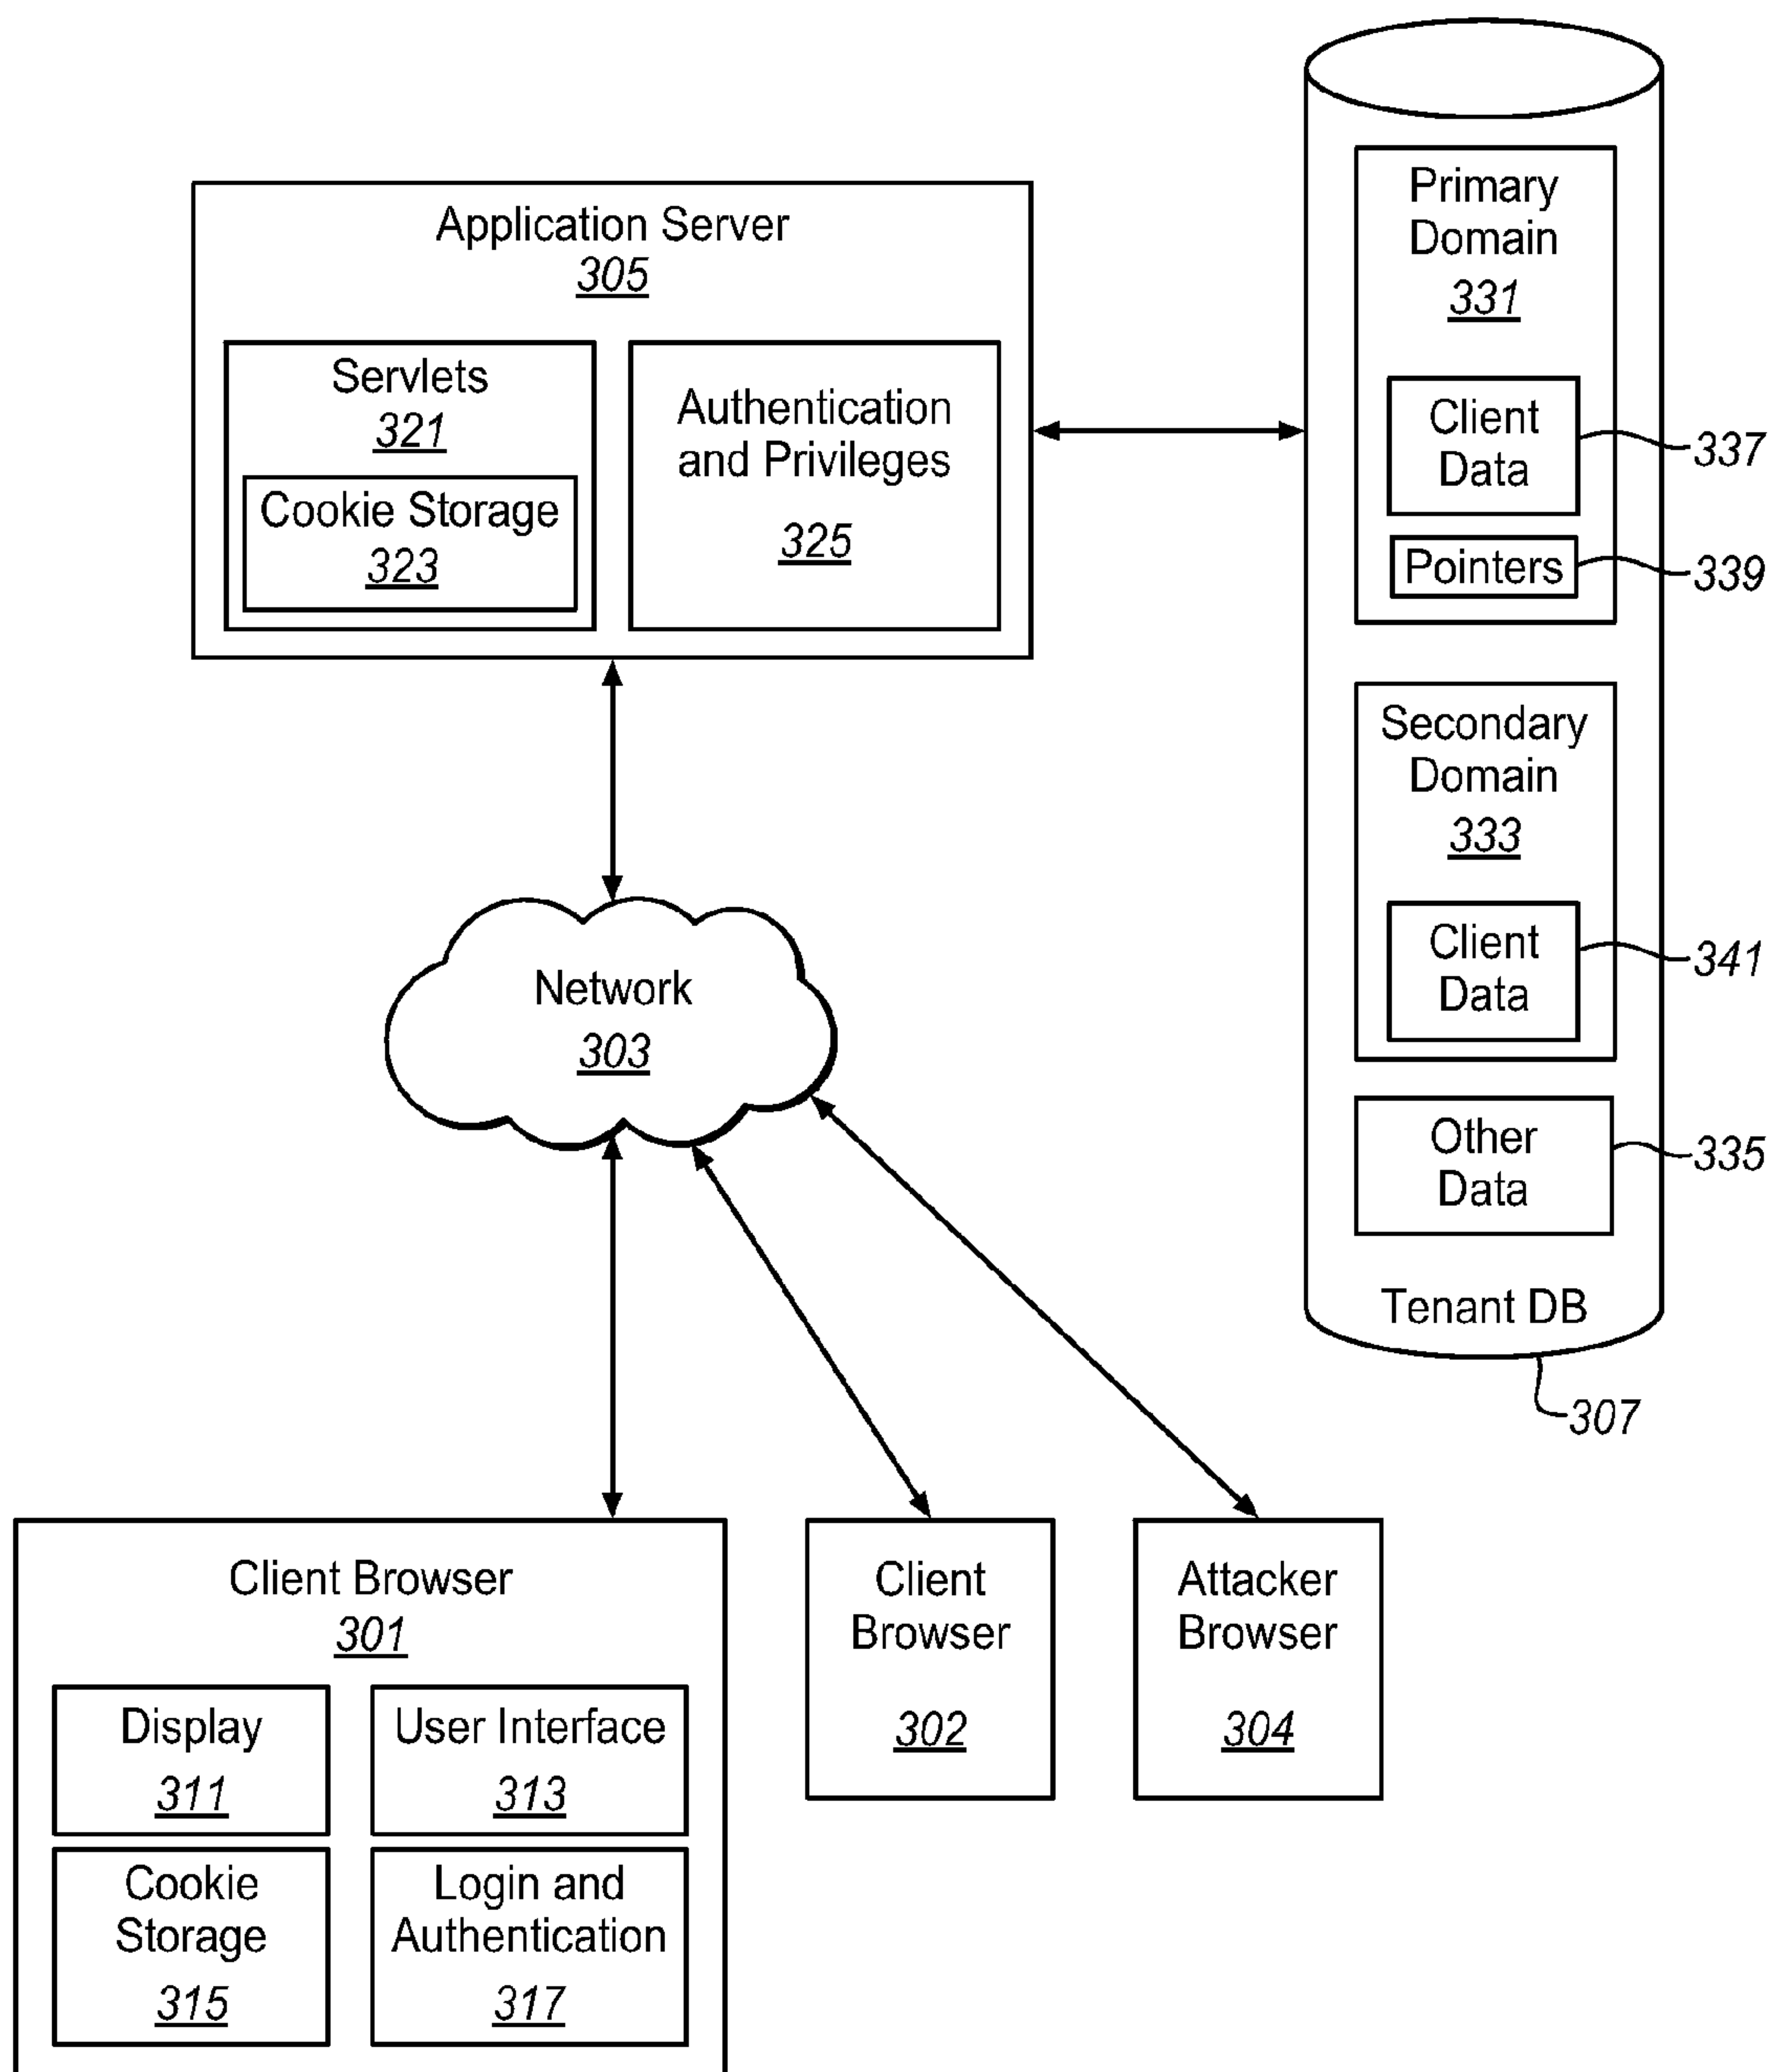 Application Server
305
Servlets
321
Cookie Storage
323
Authentication
and Privileges
325
Primary
Domain
331
Client
Data
337
Pointers
339
Secondary
Domain
333
Client
Data
341
Other
Data
335
Tenant DB
307
Network
303
Client Browser
301
Display
311
User Interface
313
Cookie
Storage
315
Login and
Authentication
317
Client
Browser
302
Attacker
Browser
304